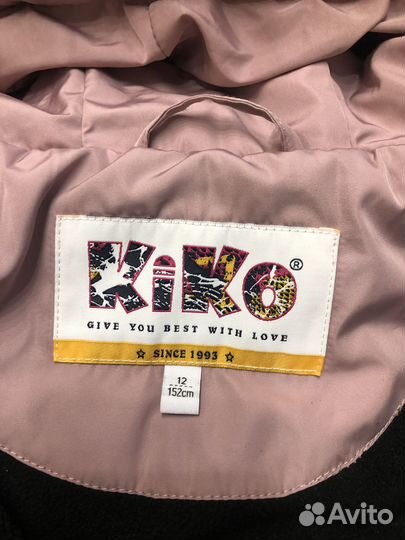 KiKo®
GIVE YOU BEST WITH LOVE
☆ SINCE 1993 ☆
12
152cm
Avito